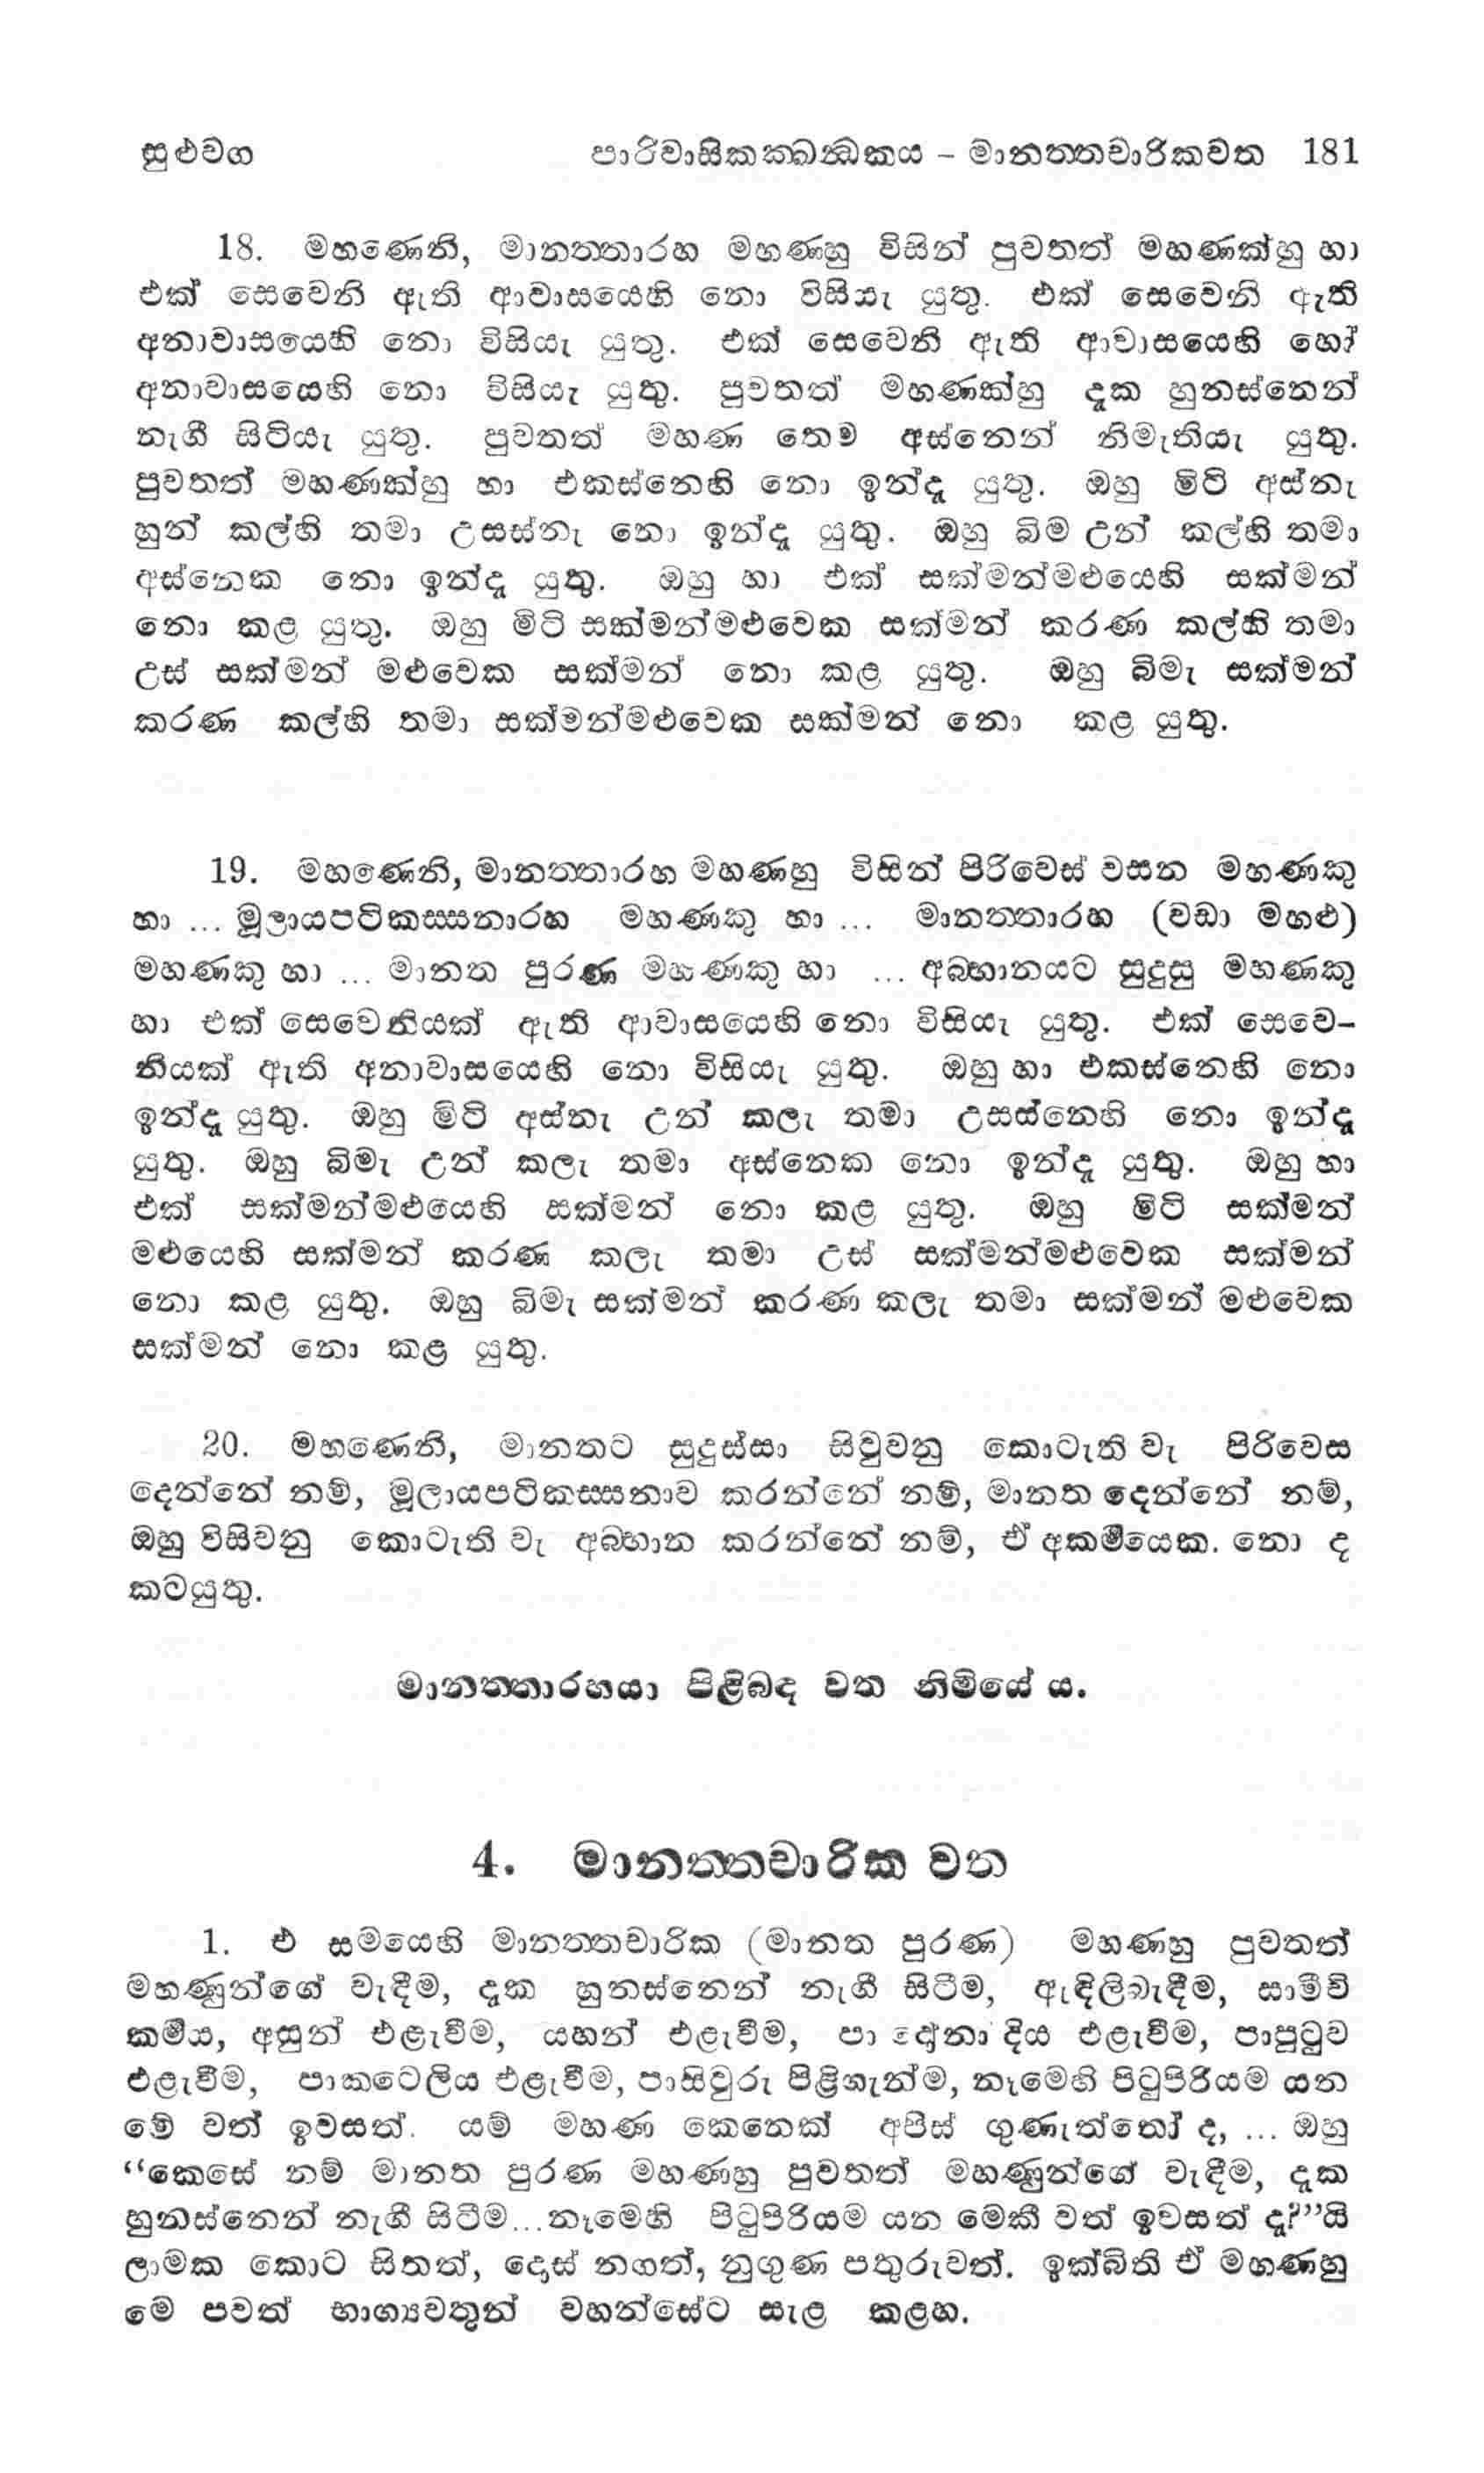 සුළුවග පාරිවාසිකක්ඛන්ධකය - මානත්තචාරිකවත 181
18. මහණෙනි, මානත්තාරහ මහණහු විසින් පුවතත් මහණක්හු හා
එක් සෙවෙනි ඇති ආවාසයෙහි නො විසියැ යුතු. එක් සෙවෙනි ඇති
අනාවාසයෙහි නො විසියැ යුතු. එක් සෙවෙනි ඇති ආවාසයෙහි හෝ
අනාවාසයෙහි නො විසියැ යුතු. පුවතත් මහණක්හු දැක හුනස්නෙන්
නැගී සිටියැ යුතු. පුවතත් මහණ තෙම අස්නෙන් නිමැතියැ යුතු.
පුවතත් මහණක්හු හා එකස්නෙහි නො ඉන්ද යුතු. ඔහු මිටි අස්නැ
හුන් කල්හි තමා උසස්නැ නො ඉන්ද යුතු. ඔහු බිම උන් කල්හි තමා
අස්නෙක නො ඉන්ද යුතු. ඔහු හා එක් සක්මන්මළුයෙහි සක්මන්
නො කළ යුතු. ඔහු මිටි සක්මන්මළුවෙක සක්මන් කරණ කල්හි තමා
උස් සක්මන් මළුවෙක සක්මන් නො කළ යුතු. ඔහු බිමැ සක්මන්
කරණ කල්හි තමා සක්මන්මළුවෙක සක්මන් නො කළ යුතු.
19. මහණෙනි, මානත්තාරහ මහණහු විසින් පිරිවෙස් වසන මහණකු
හා ... මූලායපටිකස්සනාරහ මහණකු හා ... මානත්තාරහ (වඩා මහළු)
මහණකු හා ... මානත පුරණ මහණකු හා ... අබ්භානයට සුදුසු මහණකු
හා එක් සෙවෙනියක් ඇති ආවාසයෙහි නො විසියැ යුතු. එක් සෙවෙ-
නියක් ඇති අනාවාසයෙහි නො විසියැ යුතු. ඔහු හා එකස්නෙහි නො
ඉන්ද යුතු. ඔහු මිටි අස්නැ උන් කලැ තමා උසස්නෙහි නො ඉන්ද
යුතු. ඔහු බිමැ උන් කලැ තමා අස්නෙක නො ඉන්ද යුතු. ඔහු හා
එක් සක්මන්මළුයෙහි සක්මන් නො කළ යුතු. ඔහු මිටි සක්මන්
මළුයෙහි සක්මන් කරණ කලැ තමා උස් සක්මන්මළුවෙක සක්මන්
නො කළ යුතු. ඔහු බිමැ සක්මන් කරණ කලැ තමා සක්මන් මළුවෙක
සක්මන් නො කළ යුතු.
20. මහණෙනි, මානතට සුදුස්සා සිවුවනු කොටැති වැ පිරිවෙස
දෙන්නේ නම්, මූලායපටිකස්සනාව කරන්නේ නම්, මානත දෙන්නේ නම්,
ඔහු විසිවනු කොටැති වැ අබ්භාන කරන්නේ නම්, ඒ අකර්මයෙක. නො ද
කටයුතු.
මානත්තාරහයා පිළිබඳ වත නිමියේ ය.
4. මානත්තචාරික වත
1. එ සමයෙහි මානත්තචාරික (මානත පුරණ) මහණහු පුවතත්
මහණුන්ගේ වැඳීම, දැක හුනස්නෙන් නැගී සිටීම, ඇඳිලිබැඳීම, සාමීචි
කර්මය, අසුන් එළැවීම, යහන් එළැවීම, පා දෝනා දිය එළැවීම, පාපුටුව
එළැවීම, පාකටෙලිය එළැවීම, පාසිවුරු පිළිගැන්ම, නෑමෙහි පිටුපිරියම යන
මේ වත් ඉවසත්. යම් මහණ කෙනෙක් අපිස් ගුණැත්තෝ ද, ... ඔහු
“කෙසේ නම් මානත පුරණ මහණහු පුවතත් මහණුන්ගේ වැඳීම, දැක
හුනස්නෙන් නැගී සිටීම...නෑමෙහි පිටුපිරියම යන මෙකී වත් ඉවසත් ද?”යි
ලාමක කොට සිතත්, දොස් නගත්, නුගුණ පතුරුවත්. ඉක්බිති ඒ මහණහු
මෙ පවත් භාග්‍යවතුන් වහන්සේට සැළ කළහ.